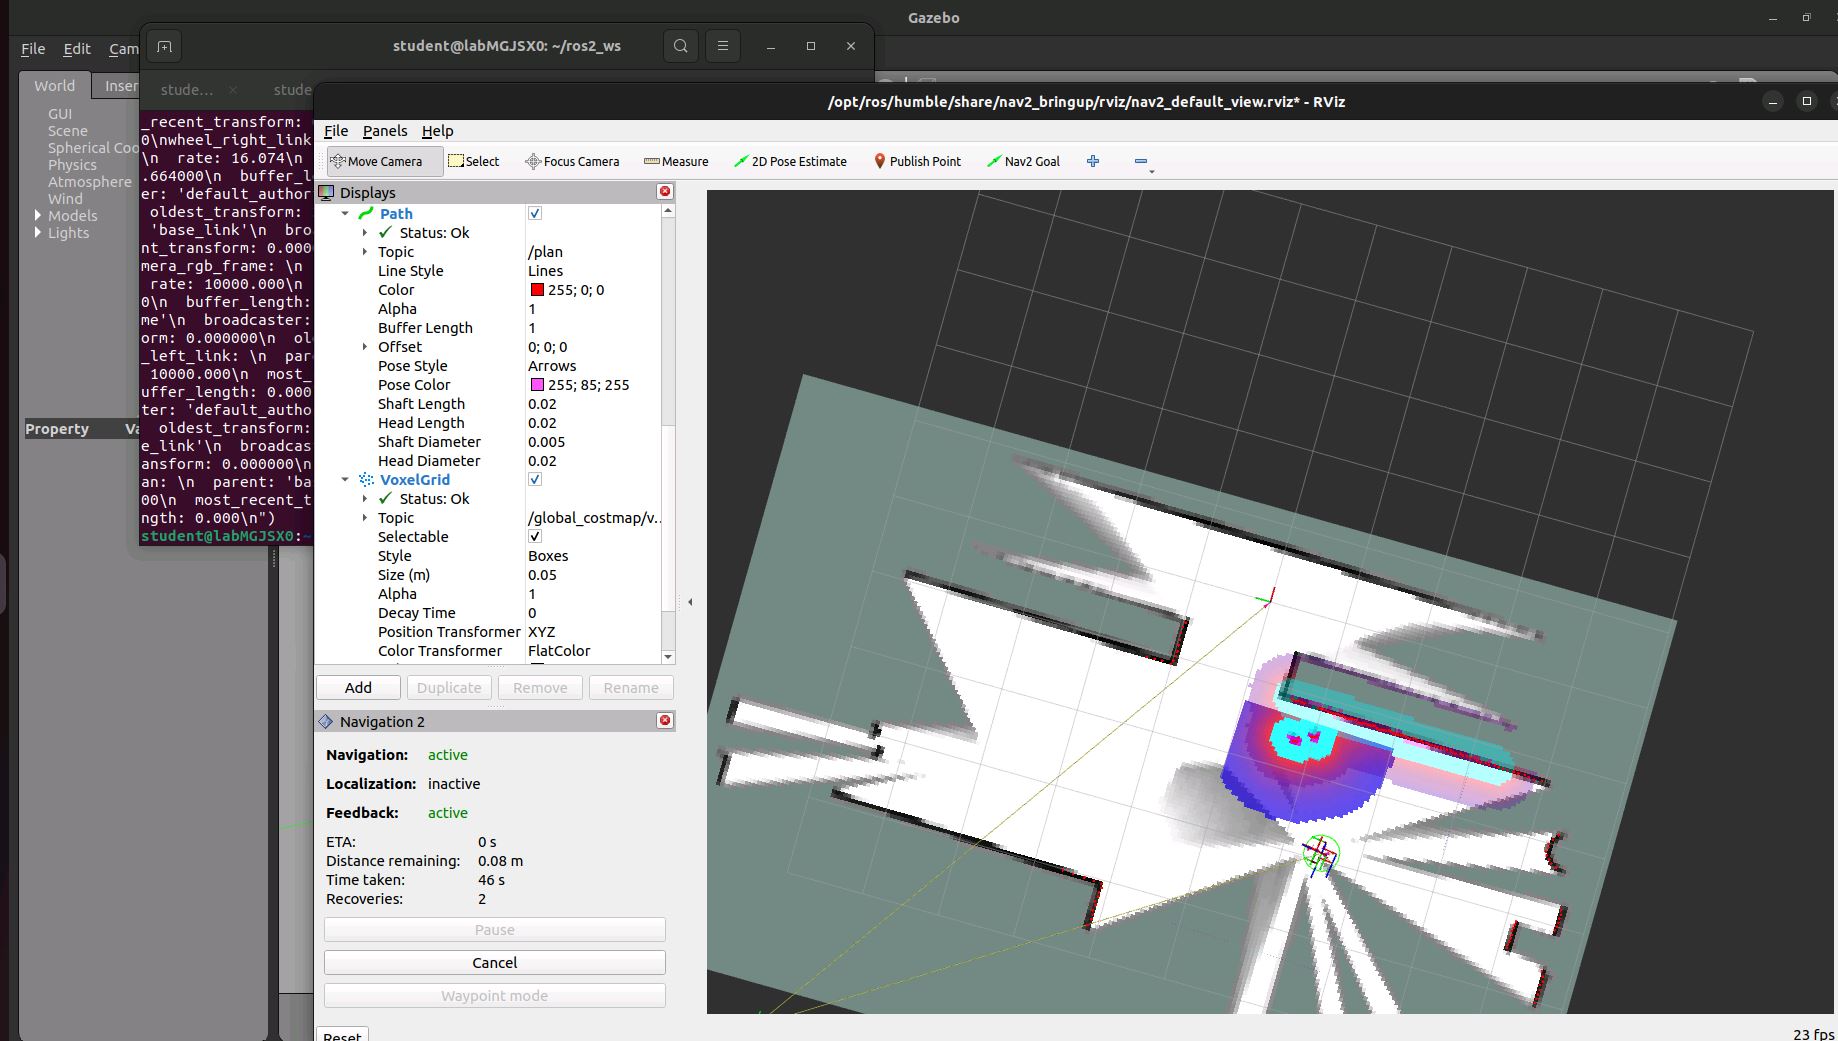 Gazebo
File Edit Cam
World Inser
GUI
Scene
Spherical Coo
Physics
Atmosphere
Wind
Models
Lights
Property Va
student@labMGJSX0: ~/ros2_ws
stude... × stude
_recent_transform:
0\nwheel_right_link
\n  rate: 16.074\n
.664000\n  buffer_l
er: 'default_author
 oldest_transform:
 'base_link'\n  bro
nt_transform: 0.000
mera_rgb_frame: \n
 rate: 10000.000\n
0\n  buffer_length:
me'\n  broadcaster:
orm: 0.000000\n  ol
_left_link: \n  par
 10000.000\n  most_
uffer_length: 0.000
ter: 'default_autho
  oldest_transform:
e_link'\n  broadcas
ansform: 0.000000\n
an: \n  parent: 'ba
00\n  most_recent_t
ngth: 0.000\n")
student@labMGJSX0:~
/opt/ros/humble/share/nav2_bringup/rviz/nav2_default_view.rviz* - RViz
File Panels Help
Move Camera Select Focus Camera Measure 2D Pose Estimate Publish Point Nav2 Goal
Displays
Path
Status: Ok
Topic /plan
Line Style Lines
Color 255; 0; 0
Alpha 1
Buffer Length 1
Offset 0; 0; 0
Pose Style Arrows
Pose Color 255; 85; 255
Shaft Length 0.02
Head Length 0.02
Shaft Diameter 0.005
Head Diameter 0.02
VoxelGrid
Status: Ok
Topic /global_costmap/v...
Selectable
Style Boxes
Size (m) 0.05
Alpha 1
Decay Time 0
Position Transformer XYZ
Color Transformer FlatColor
Add Duplicate Remove Rename
Navigation 2
Navigation: active
Localization: inactive
Feedback: active
ETA: 0 s
Distance remaining: 0.08 m
Time taken: 46 s
Recoveries: 2
Pause
Cancel
Waypoint mode
Reset
23 fps